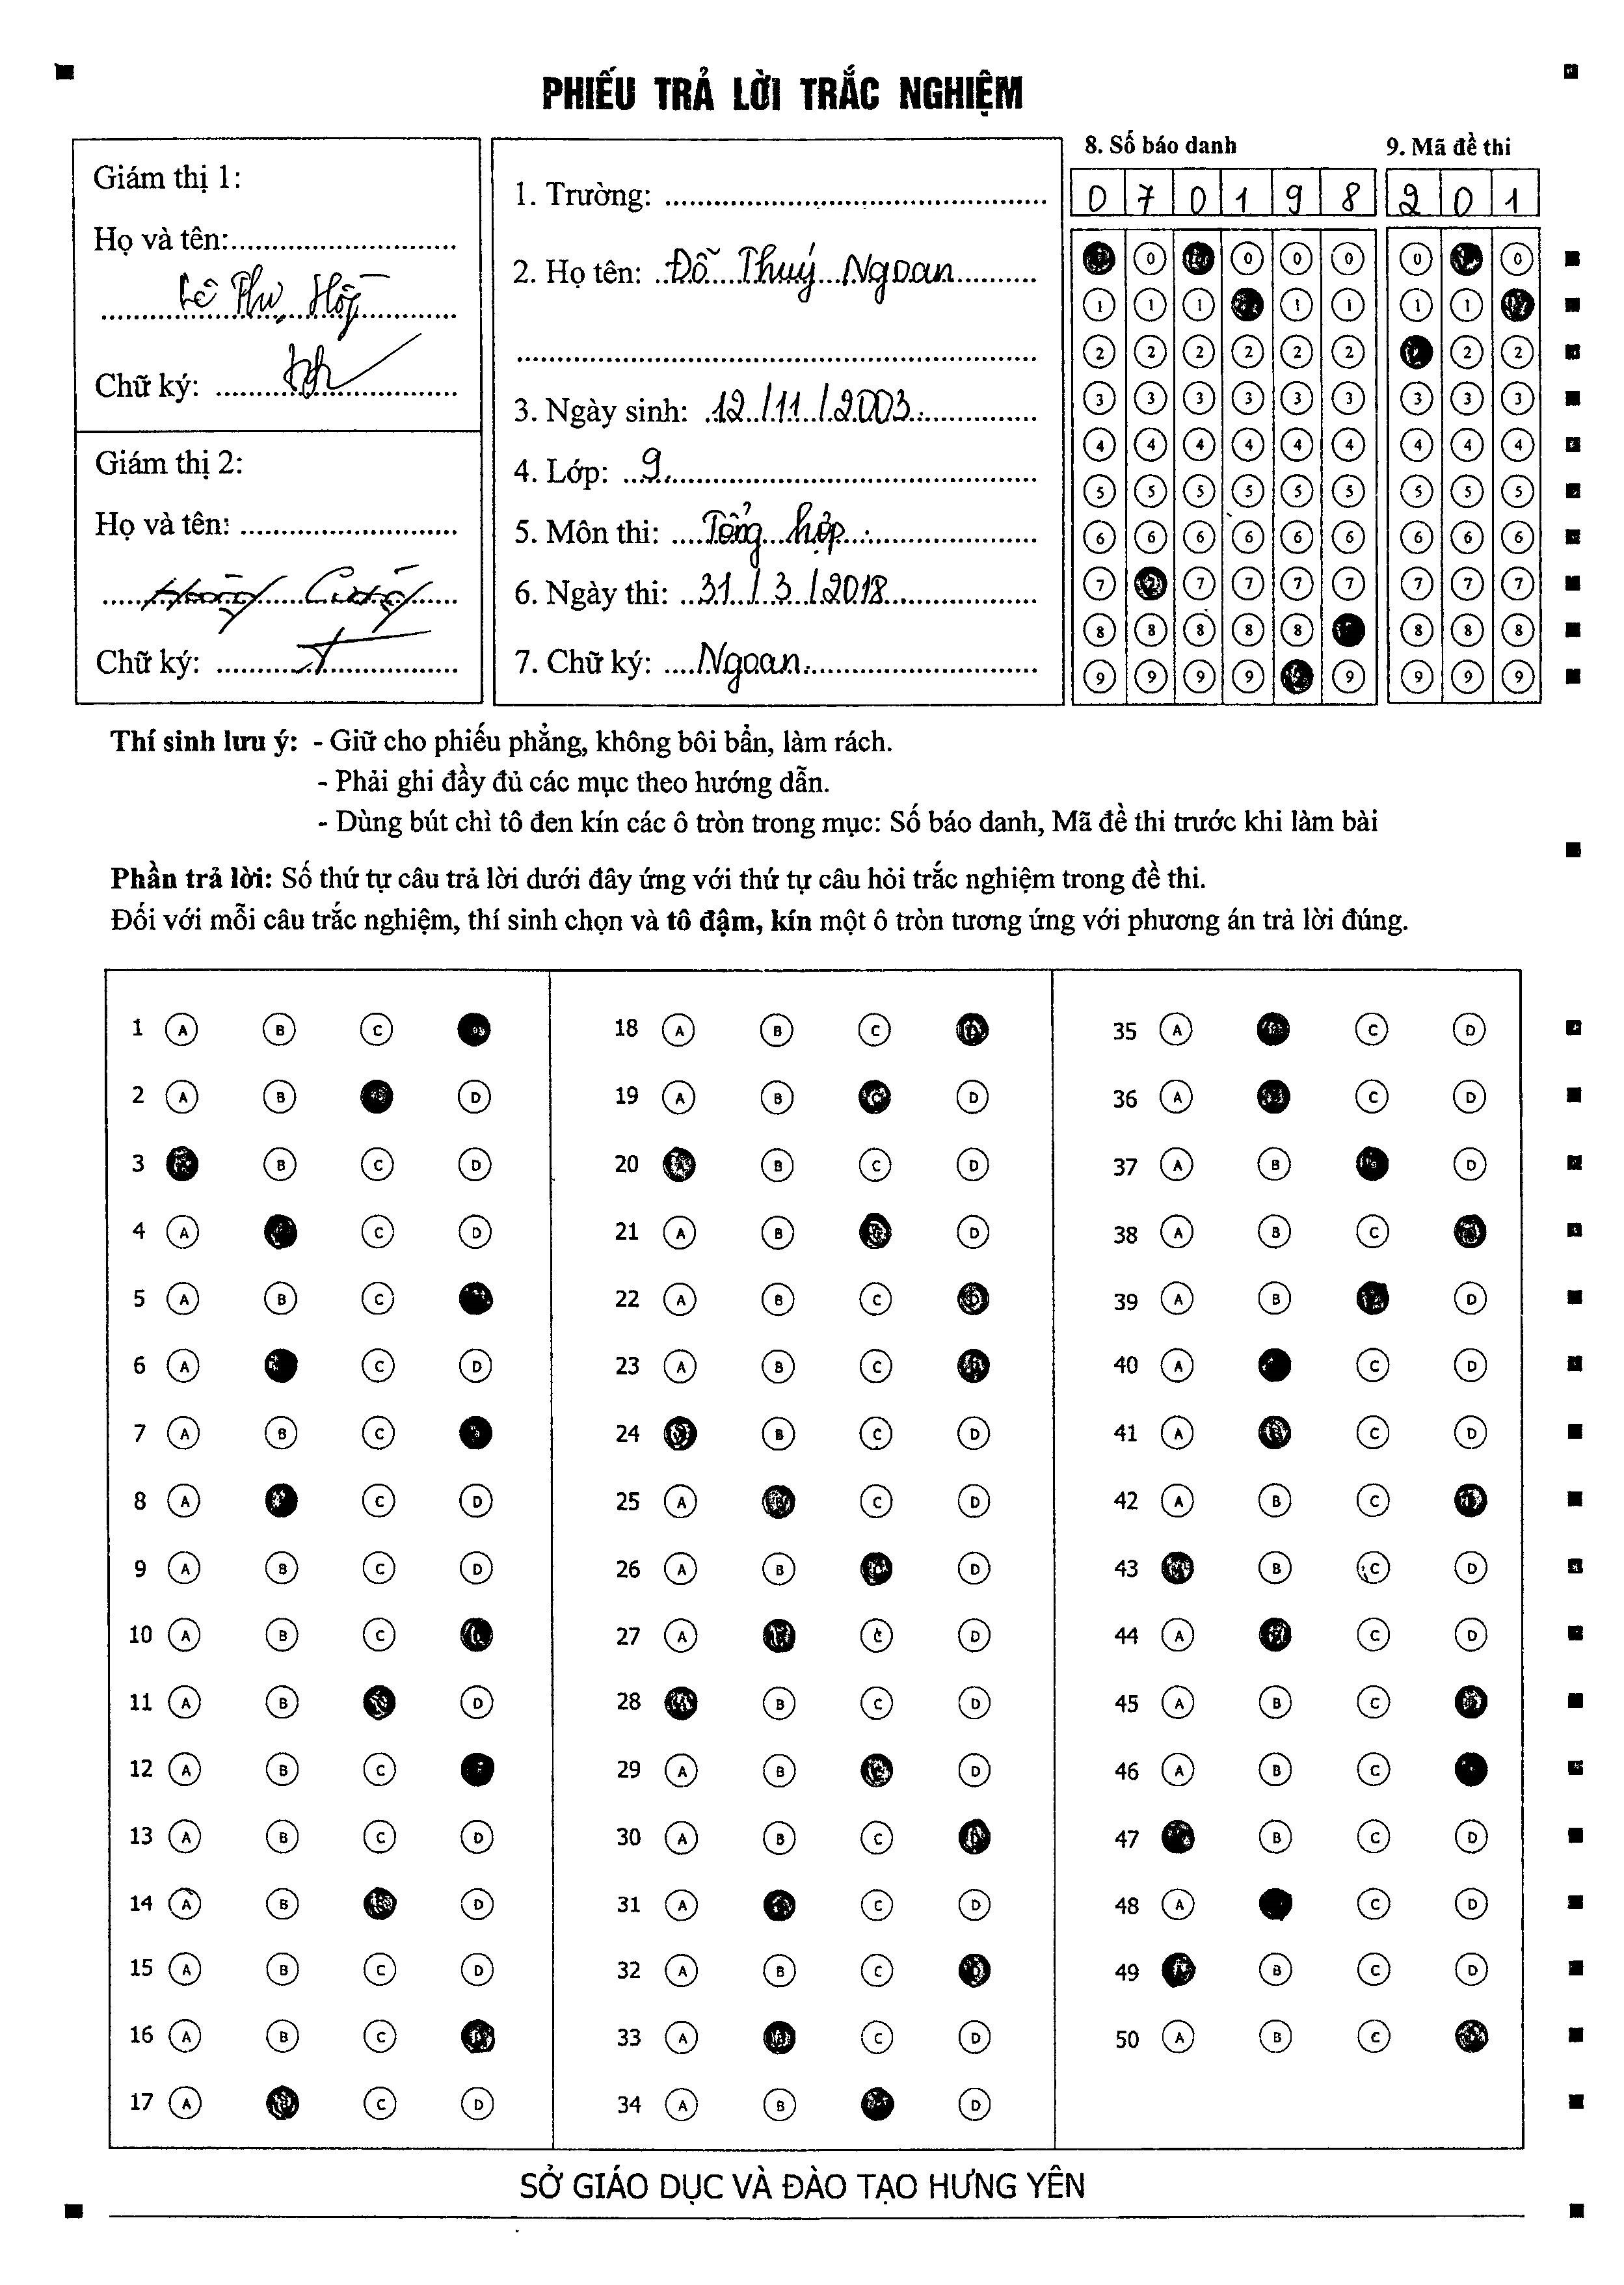 PHIẾU TRẢ LỜI TRẮC NGHIỆM
Giám thị 1:
Họ và tên:
Lê Thu
Chữ ký:
Giám thị 2:
Họ và tên:
Chữ ký:
1. Trường:
2. Họ tên: Đỗ Thuý Ngoan
3. Ngày sinh: 12/11/2003
4. Lớp: 9
5. Môn thi: Tổng hợp
6. Ngày thi: 31/3/2018
7. Chữ ký: Ngoan
8. Số báo danh
0 7 0 1 9 8
9. Mã đề thi
2 0 1
0 0 0 0
1 1 1 1 1
2 2 2 2 2 2
3 3 3 3 3 3
4 4 4 4 4 4
5 5 5 5 5 5
6 6 6 6 6 6
7 7 7 7 7
8 8 8 8 8
9 9 9 9 9
0 0
1 1
2 2
3 3 3
4 4 4
5 5 5
6 6 6
7 7 7
8 8 8
9 9 9
Thí sinh lưu ý: - Giữ cho phiếu phẳng, không bôi bẩn, làm rách.
- Phải ghi đầy đủ các mục theo hướng dẫn.
- Dùng bút chì tô đen kín các ô tròn trong mục: Số báo danh, Mã đề thi trước khi làm bài
Phần trả lời: Số thứ tự câu trả lời dưới đây ứng với thứ tự câu hỏi trắc nghiệm trong đề thi.
Đối với mỗi câu trắc nghiệm, thí sinh chọn và tô đậm, kín một ô tròn tương ứng với phương án trả lời đúng.
1 A B C
2 A B D
3 B C D
4 A C D
5 A B C
6 A C D
7 A B C
8 A C D
9 A B C D
10 A B C
11 A B D
12 A B C
13 A B C D
14 A B D
15 A B C D
16 A B C
17 A C D
18 A B C
19 A B C D
20 A B C D
21 A B D
22 A B C D
23 A B C
24 B C D
25 A C D
26 A B D
27 A C D
28 B C D
29 A B D
30 A B C
31 A C D
32 A B C D
33 A C D
34 A B D
35 A C D
36 A C D
37 A B D
38 A B C
39 A B D
40 A C D
41 A C D
42 A B C
43 B C D
44 A C D
45 A B C
46 A B C
47 B C D
48 A C D
49 B C D
50 A B C
SỞ GIÁO DỤC VÀ ĐÀO TẠO HƯNG YÊN